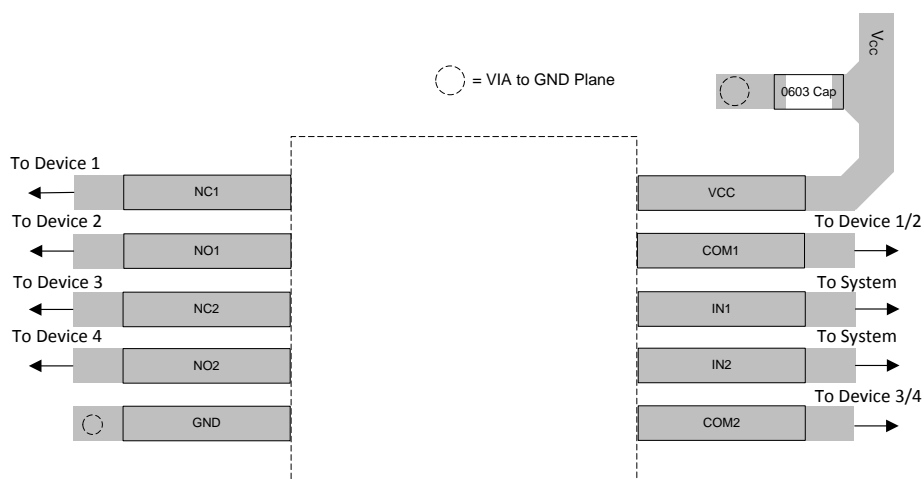 VCC
0603 Cap
= VIA to GND Plane
To Device 1
NC1
VCC
To Device 2
NO1
To Device 1/2
COM1
To Device 3
NC2
To System
IN1
To Device 4
NO2
To System
IN2
GND
To Device 3/4
COM2